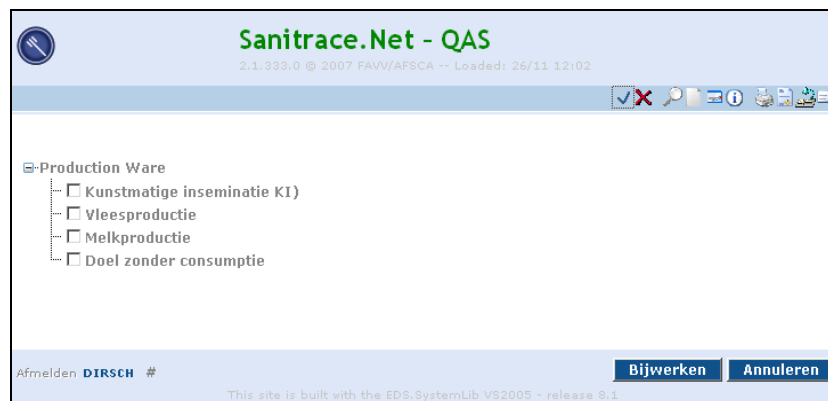 Sanitrace.Net - QAS
2.1.333.0 © 2007 FAVV/AFSCA -- Loaded: 26/11 12:02
Production Ware
Kunstmatige inseminatie KI)
Vleesproductie
Melkproductie
Doel zonder consumptie
Afmelden DIRSCH #
Bijwerken
Annuleren
This site is built with the EDS.SystemLib VS2005 - release 8.1